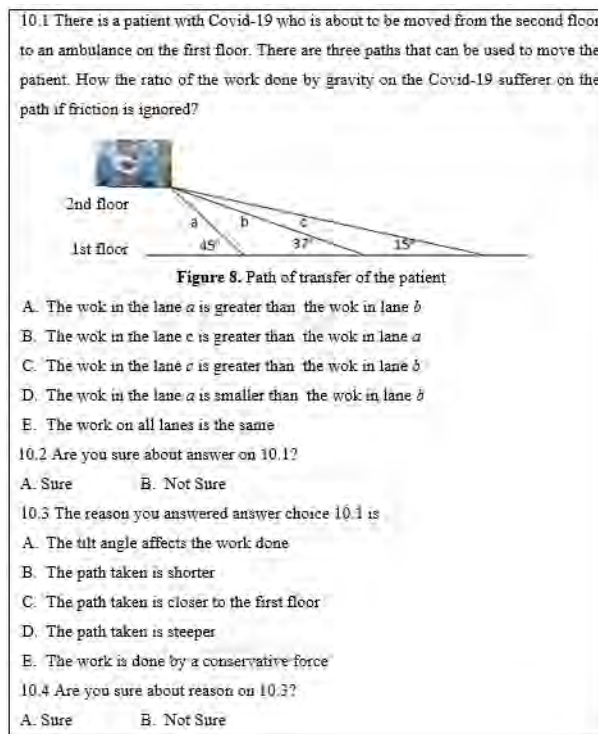 10.1 There is a patient with Covid-19 who is about to be moved from the second floor
to an ambulance on the first floor. There are three paths that can be used to move the
patient. How the ratio of the work done by gravity on the Covid-19 sufferer on the
path if friction is ignored?
2nd floor
a b c
1st floor 45° 37° 15°
Figure 8. Path of transfer of the patient
A. The wok in the lane a is greater than the wok in lane b
B. The wok in the lane c is greater than the wok in lane a
C. The wok in the lane c is greater than the wok in lane b
D. The wok in the lane a is smaller than the wok in lane b
E. The work on all lanes is the same
10.2 Are you sure about answer on 10.1?
A. Sure B. Not Sure
10.3 The reason you answered answer choice 10.1 is
A. The tilt angle affects the work done
B. The path taken is shorter
C. The path taken is closer to the first floor
D. The path taken is steeper
E. The work is done by a conservative force
10.4 Are you sure about reason on 10.3?
A. Sure B. Not Sure